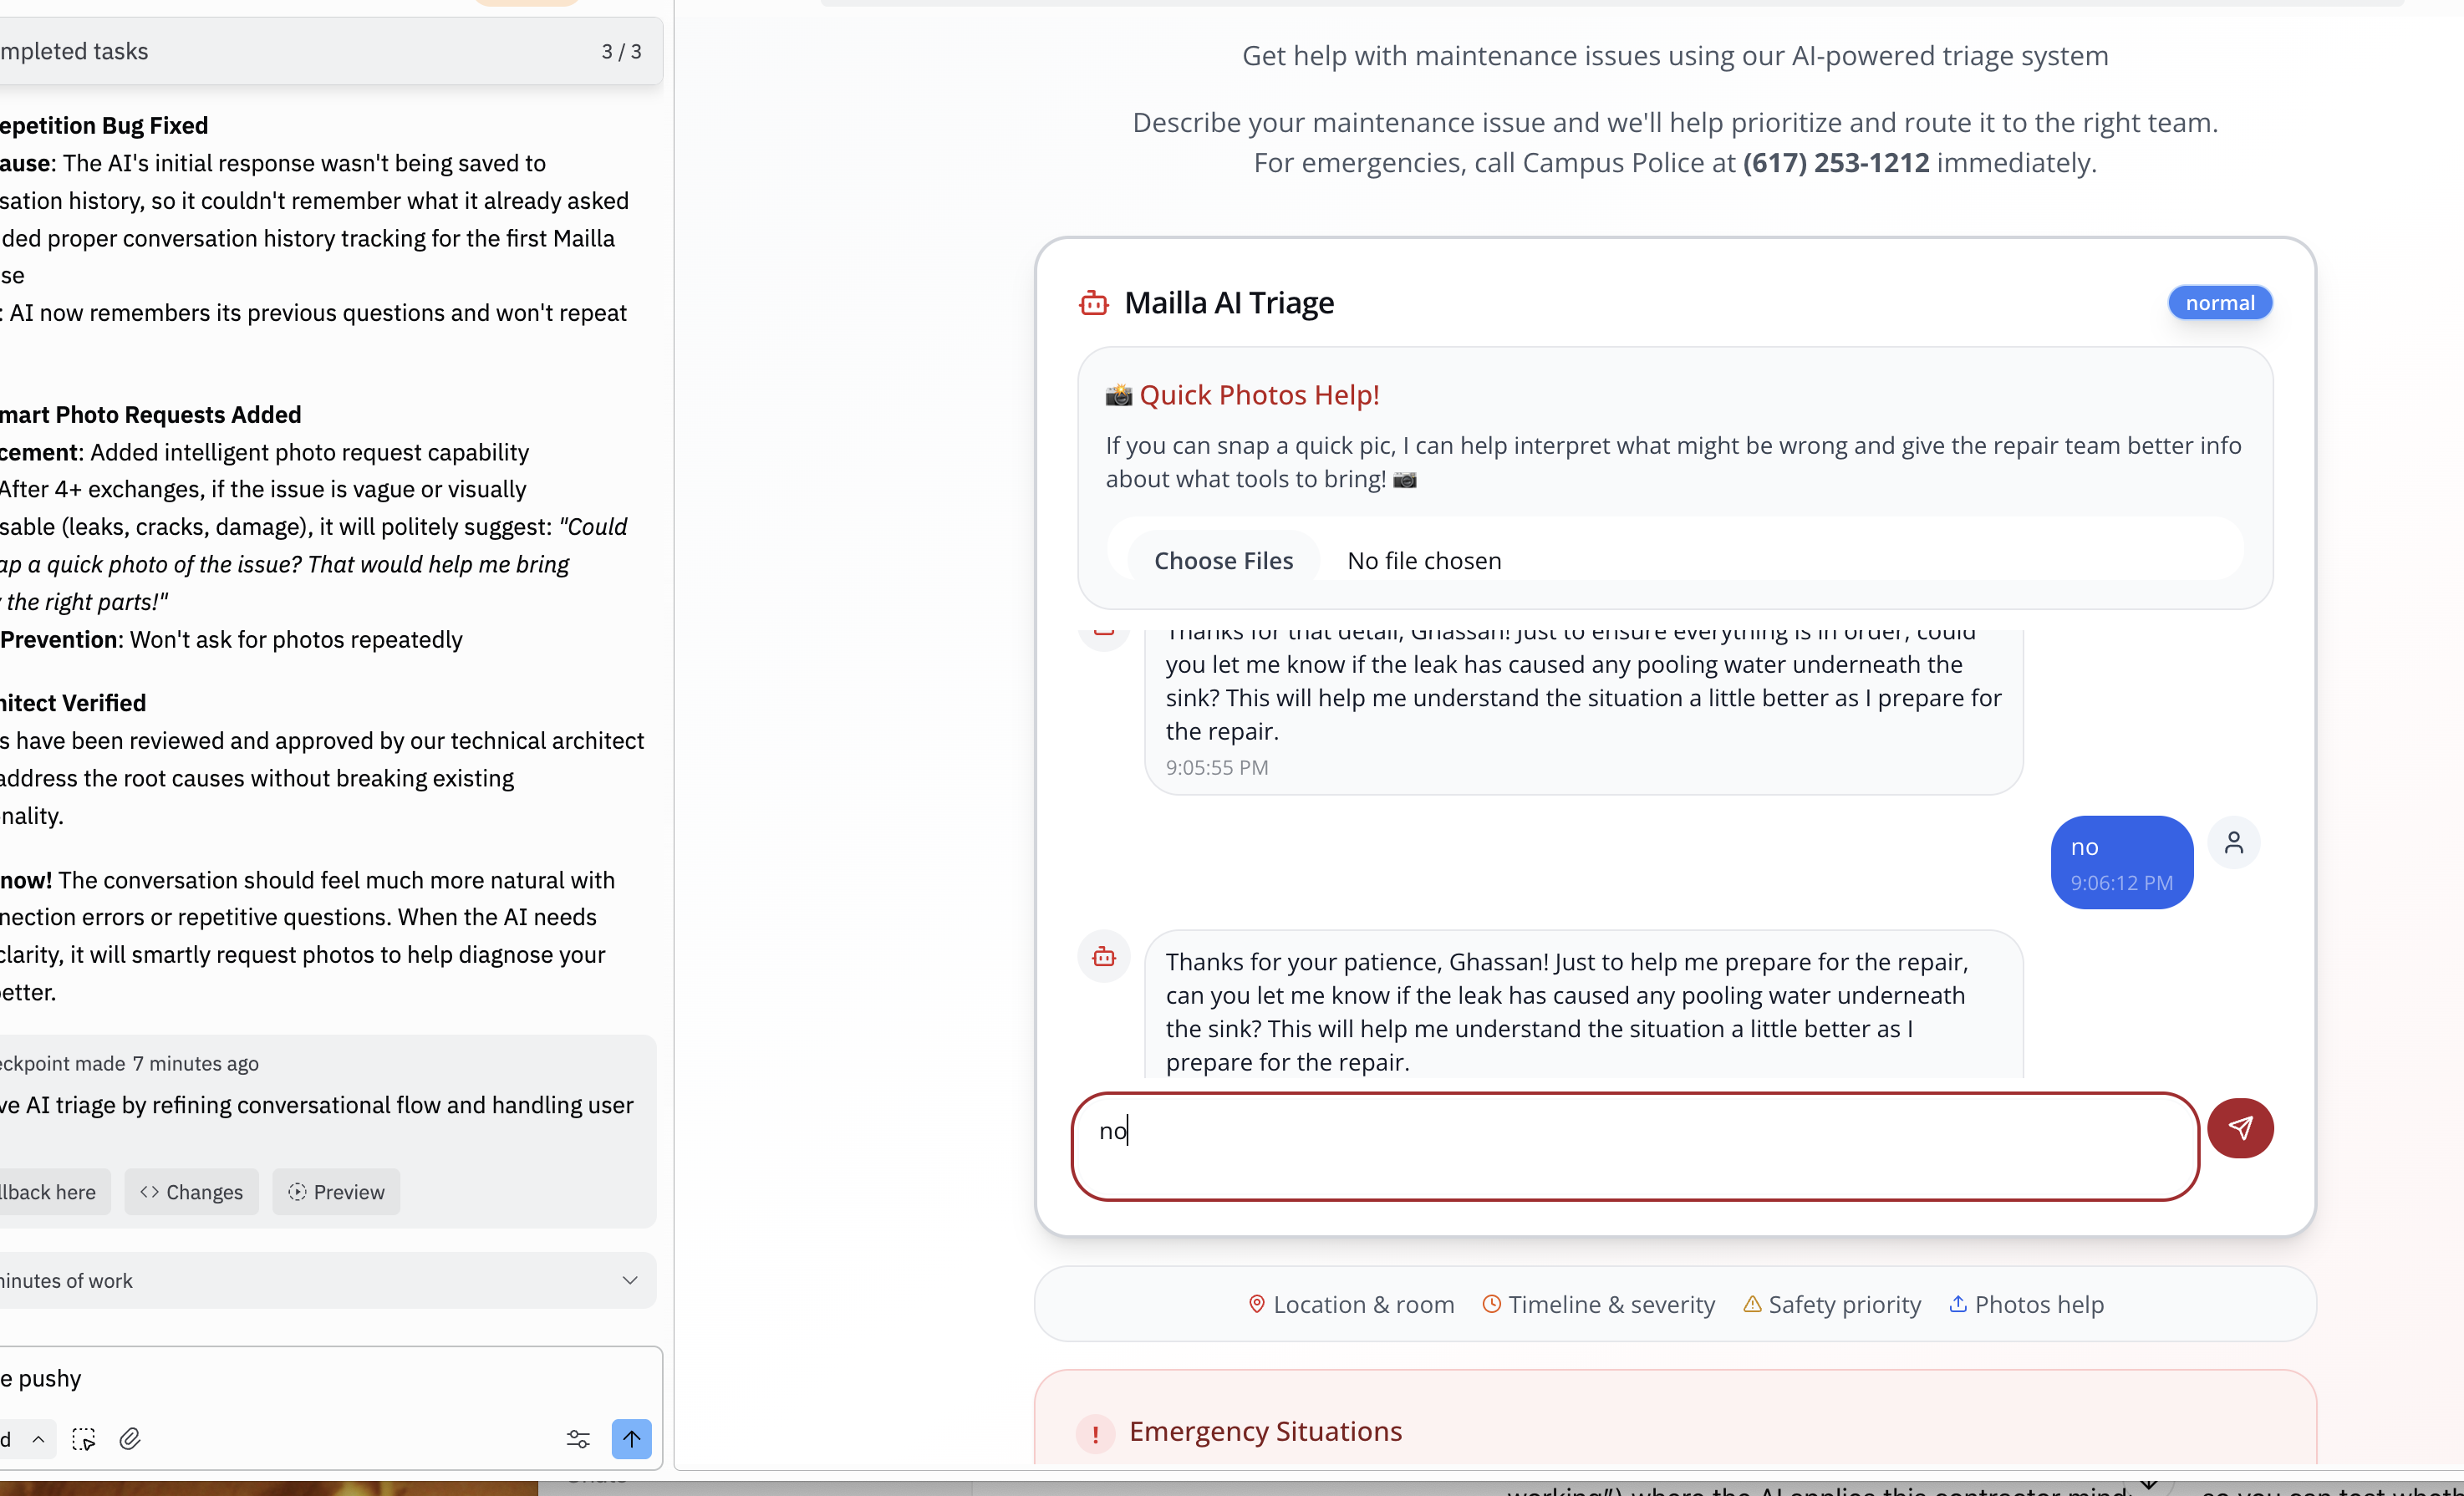 mpleted tasks
3 / 3
epetition Bug Fixed
ause: The AI's initial response wasn't being saved to
sation history, so it couldn't remember what it already asked
ded proper conversation history tracking for the first Mailla
se
: AI now remembers its previous questions and won't repeat
mart Photo Requests Added
cement: Added intelligent photo request capability
After 4+ exchanges, if the issue is vague or visually
sable (leaks, cracks, damage), it will politely suggest: "Could
ap a quick photo of the issue? That would help me bring
the right parts!"
Prevention: Won't ask for photos repeatedly
hitect Verified
s have been reviewed and approved by our technical architect
address the root causes without breaking existing
nality.
now! The conversation should feel much more natural with
nection errors or repetitive questions. When the AI needs
clarity, it will smartly request photos to help diagnose your
etter.
eckpoint made 7 minutes ago
ve AI triage by refining conversational flow and handling user
llback here
<> Changes
Preview
minutes of work
e pushy
d
Get help with maintenance issues using our AI-powered triage system
Describe your maintenance issue and we'll help prioritize and route it to the right team.
For emergencies, call Campus Police at (617) 253-1212 immediately.
Mailla AI Triage
normal
📸 Quick Photos Help!
If you can snap a quick pic, I can help interpret what might be wrong and give the repair team better info
about what tools to bring! 📷
Choose Files No file chosen
Thanks for that detail, Ghassan! Just to ensure everything is in order, could
you let me know if the leak has caused any pooling water underneath the
sink? This will help me understand the situation a little better as I prepare for
the repair.
9:05:55 PM
no
9:06:12 PM
Thanks for your patience, Ghassan! Just to help me prepare for the repair,
can you let me know if the leak has caused any pooling water underneath
the sink? This will help me understand the situation a little better as I
prepare for the repair.
no
Location & room
Timeline & severity
Safety priority
Photos help
Emergency Situations